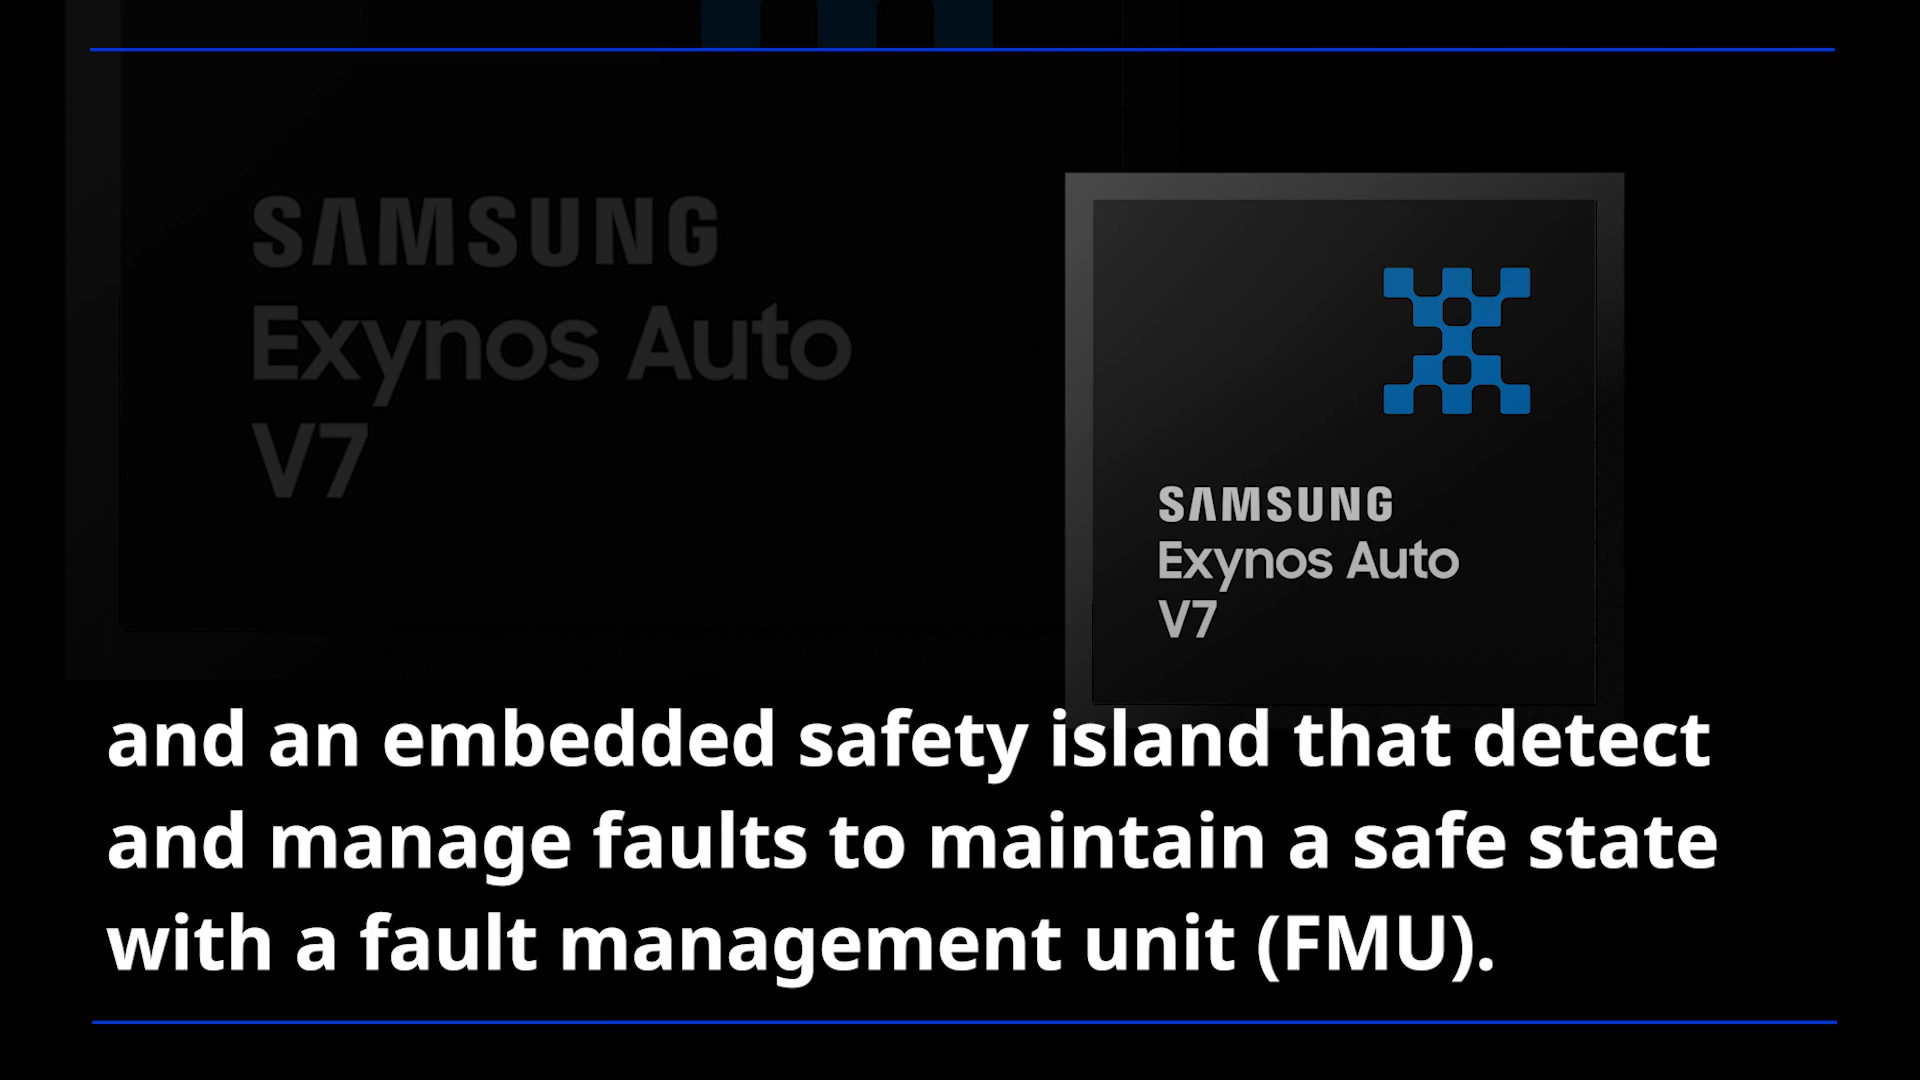 SAMSUNG
Exynos Auto
V7
SAMSUNG
Exynos Auto
V7
and an embedded safety island that detect
and manage faults to maintain a safe state
with a fault management unit (FMU).